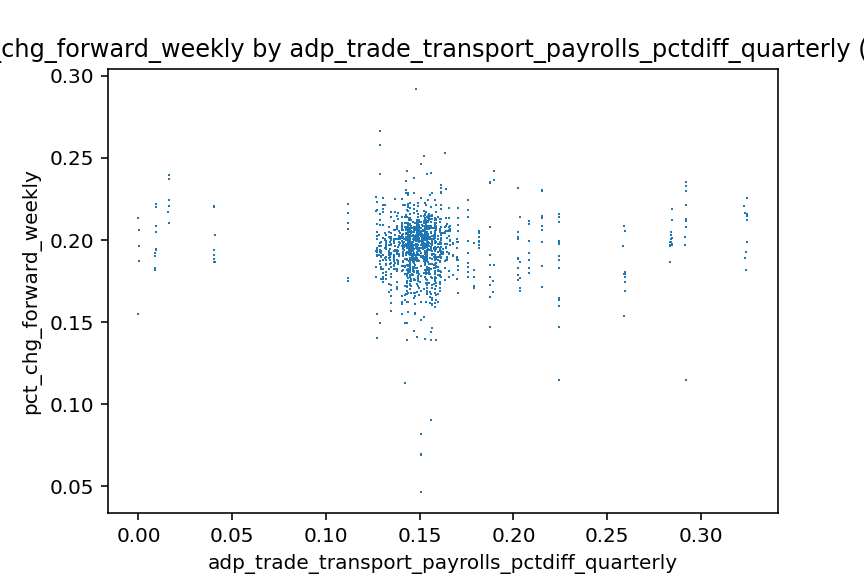 _chg_forward_weekly by adp_trade_transport_payrolls_pctdiff_quarterly (
0.30
0.25
0.20
0.15
0.10
0.05
pct_chg_forward_weekly
0.00 0.05 0.10 0.15 0.20 0.25 0.30
adp_trade_transport_payrolls_pctdiff_quarterly